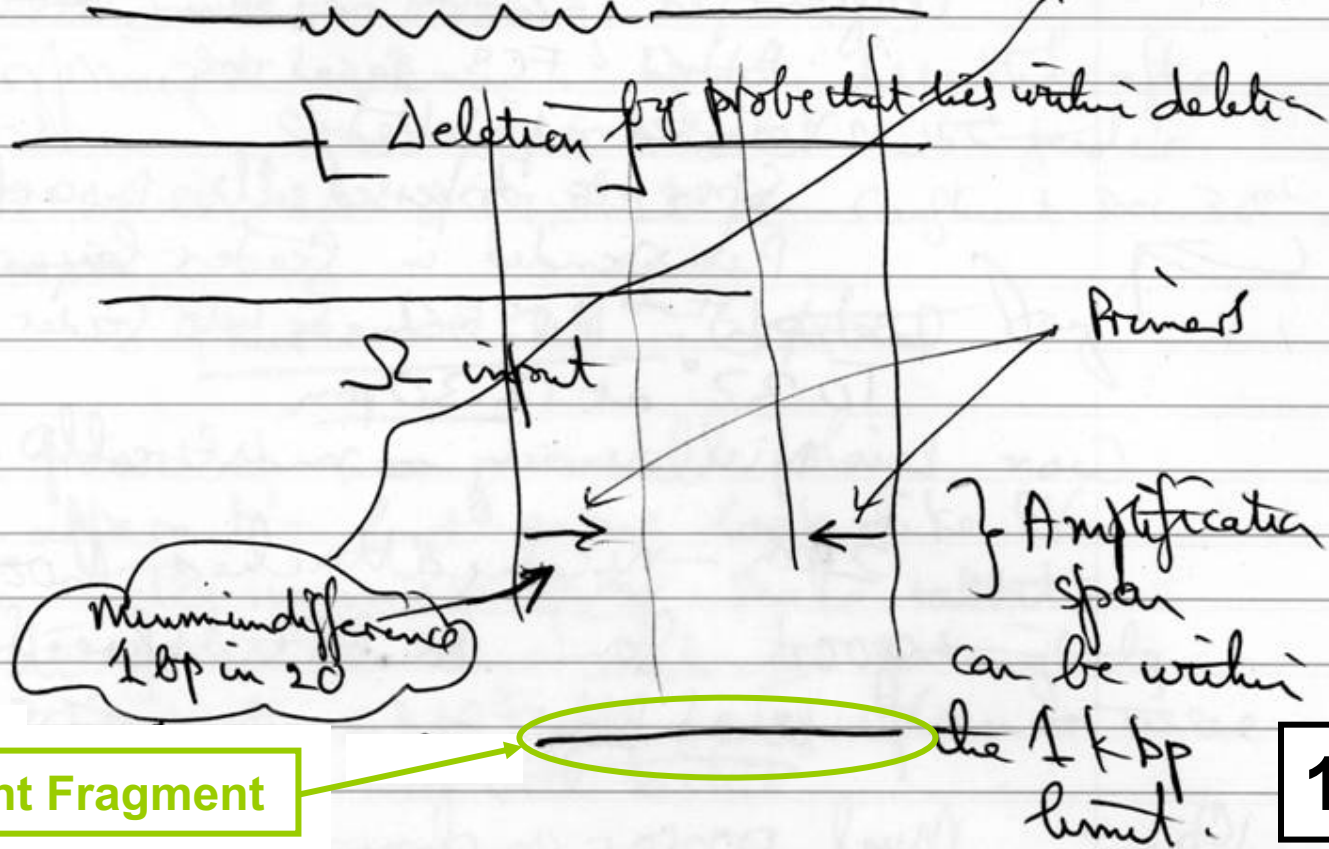 Deletion by probe that lies within deletion
Primers
Ω input
Amplification
span
can be within
the 1 kbp
limit.
Minimum difference
1 bp in 20
nt Fragment
1